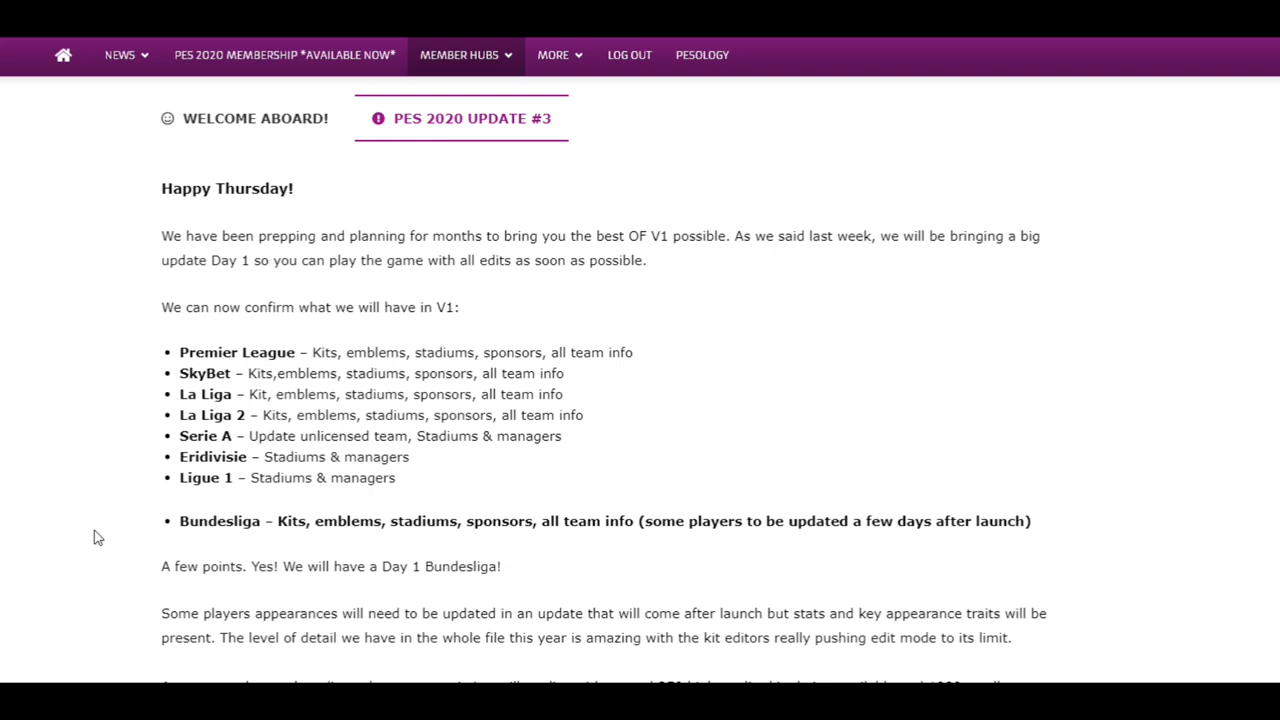 NEWS PES 2020 MEMBERSHIP *AVAILABLE NOW* MEMBER HUBS MORE LOG OUT PESOLOGY
WELCOME ABOARD! PES 2020 UPDATE #3
Happy Thursday!
We have been prepping and planning for months to bring you the best OF V1 possible. As we said last week, we will be bringing a big
update Day 1 so you can play the game with all edits as soon as possible.
We can now confirm what we will have in V1:
• Premier League – Kits, emblems, stadiums, sponsors, all team info
• SkyBet – Kits,emblems, stadiums, sponsors, all team info
• La Liga – Kit, emblems, stadiums, sponsors, all team info
• La Liga 2 – Kits, emblems, stadiums, sponsors, all team info
• Serie A – Update unlicensed team, Stadiums & managers
• Eridivisie – Stadiums & managers
• Ligue 1 – Stadiums & managers
• Bundesliga – Kits, emblems, stadiums, sponsors, all team info (some players to be updated a few days after launch)
A few points. Yes! We will have a Day 1 Bundesliga!
Some players appearances will need to be updated in an update that will come after launch but stats and key appearance traits will be
present. The level of detail we have in the whole file this year is amazing with the kit editors really pushing edit mode to its limit.